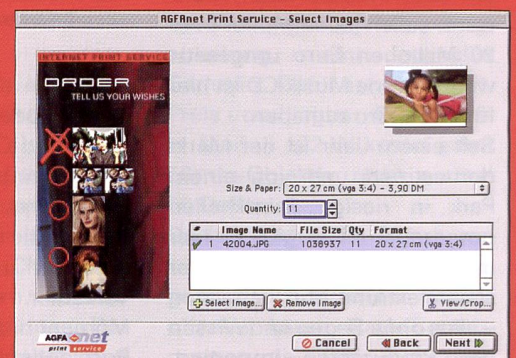 AGFAnet Print Service – Select Images
INTERNET PRINT SERVICE
ORDER
TELL US YOUR WISHES
Size & Paper: 20 x 27 cm (vga 3:4) - 3,90 DM
Quantity: 11
# Image Name File Size Qty Format
1 42004.JPG 1038937 11 20 x 27 cm (vga 3:4)
Select Image... Remove Image View/Crop...
AGFA net
print service
Cancel Back Next